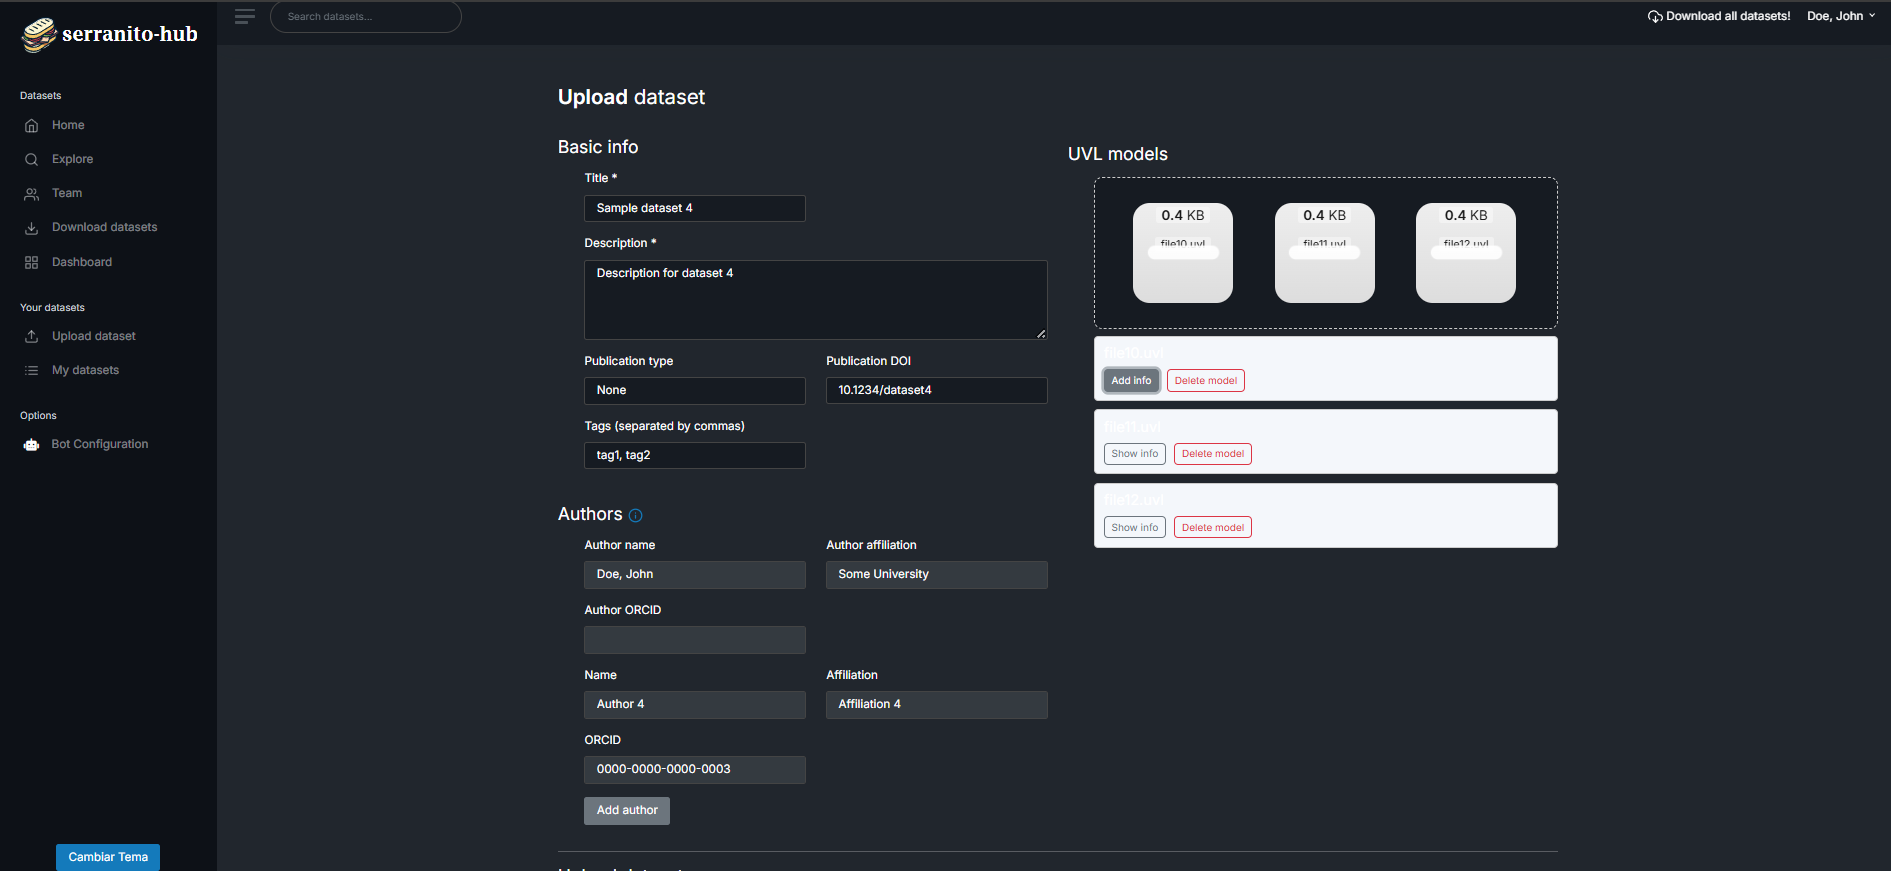 serranito-hub
Search datasets...
Download all datasets!
Doe, John
Datasets
Home
Explore
Team
Download datasets
Dashboard
Your datasets
Upload dataset
My datasets
Options
Bot Configuration
Cambiar Tema
Upload dataset
Basic info
Title *
Sample dataset 4
Description *
Description for dataset 4
Publication type
Publication DOI
None
10.1234/dataset4
Tags (separated by commas)
tag1, tag2
Authors
Author name
Author affiliation
Doe, John
Some University
Author ORCID
Name
Affiliation
Author 4
Affiliation 4
ORCID
0000-0000-0000-0003
Add author
UVL models
0.4 KB
file10.uvl
0.4 KB
file11.uvl
0.4 KB
file12.uvl
file10.uvl
Add info
Delete model
file11.uvl
Show info
Delete model
file12.uvl
Show info
Delete model
Upload dataset